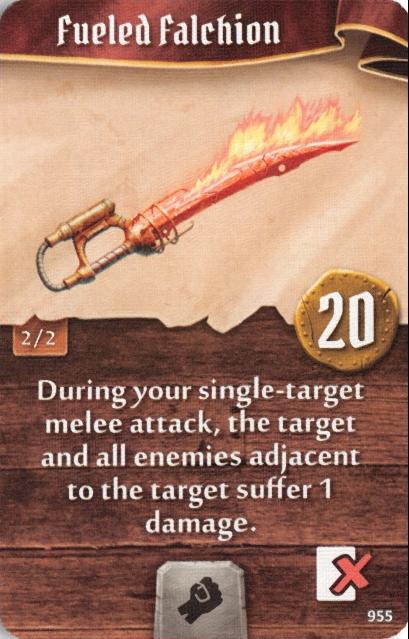 Fueled Falchion
2/2
20
During your single-target
melee attack, the target
and all enemies adjacent
to the target suffer 1
damage.
955